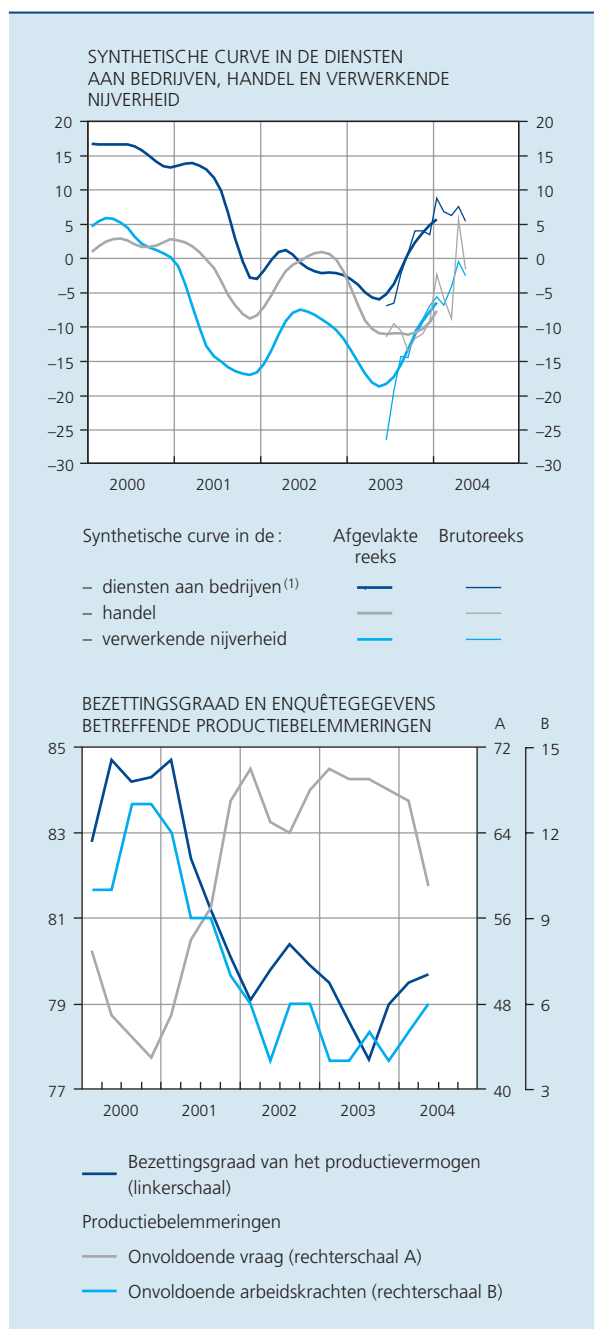 SYNTHETISCHE CURVE IN DE DIENSTEN
AAN BEDRIJVEN, HANDEL EN VERWERKENDE
NIJVERHEID
20 20
15 15
10 10
5 5
0 0
–5 –5
–10 –10
–15 –15
–20 –20
–25 –25
–30 –30
2000 2001 2002 2003 2004
Synthetische curve in de : Afgevlakte Brutoreeks
reeks
– diensten aan bedrijven (1)
– handel
– verwerkende nijverheid
BEZETTINGSGRAAD EN ENQUÊTEGEGEVENS
BETREFFENDE PRODUCTIEBELEMMERINGEN A B
85 72 15
83 64 12
81 56 9
79 48 6
77 40 3
2000 2001 2002 2003 2004
Bezettingsgraad van het productievermogen
(linkerschaal)
Productiebelemmeringen
Onvoldoende vraag (rechterschaal A)
Onvoldoende arbeidskrachten (rechterschaal B)